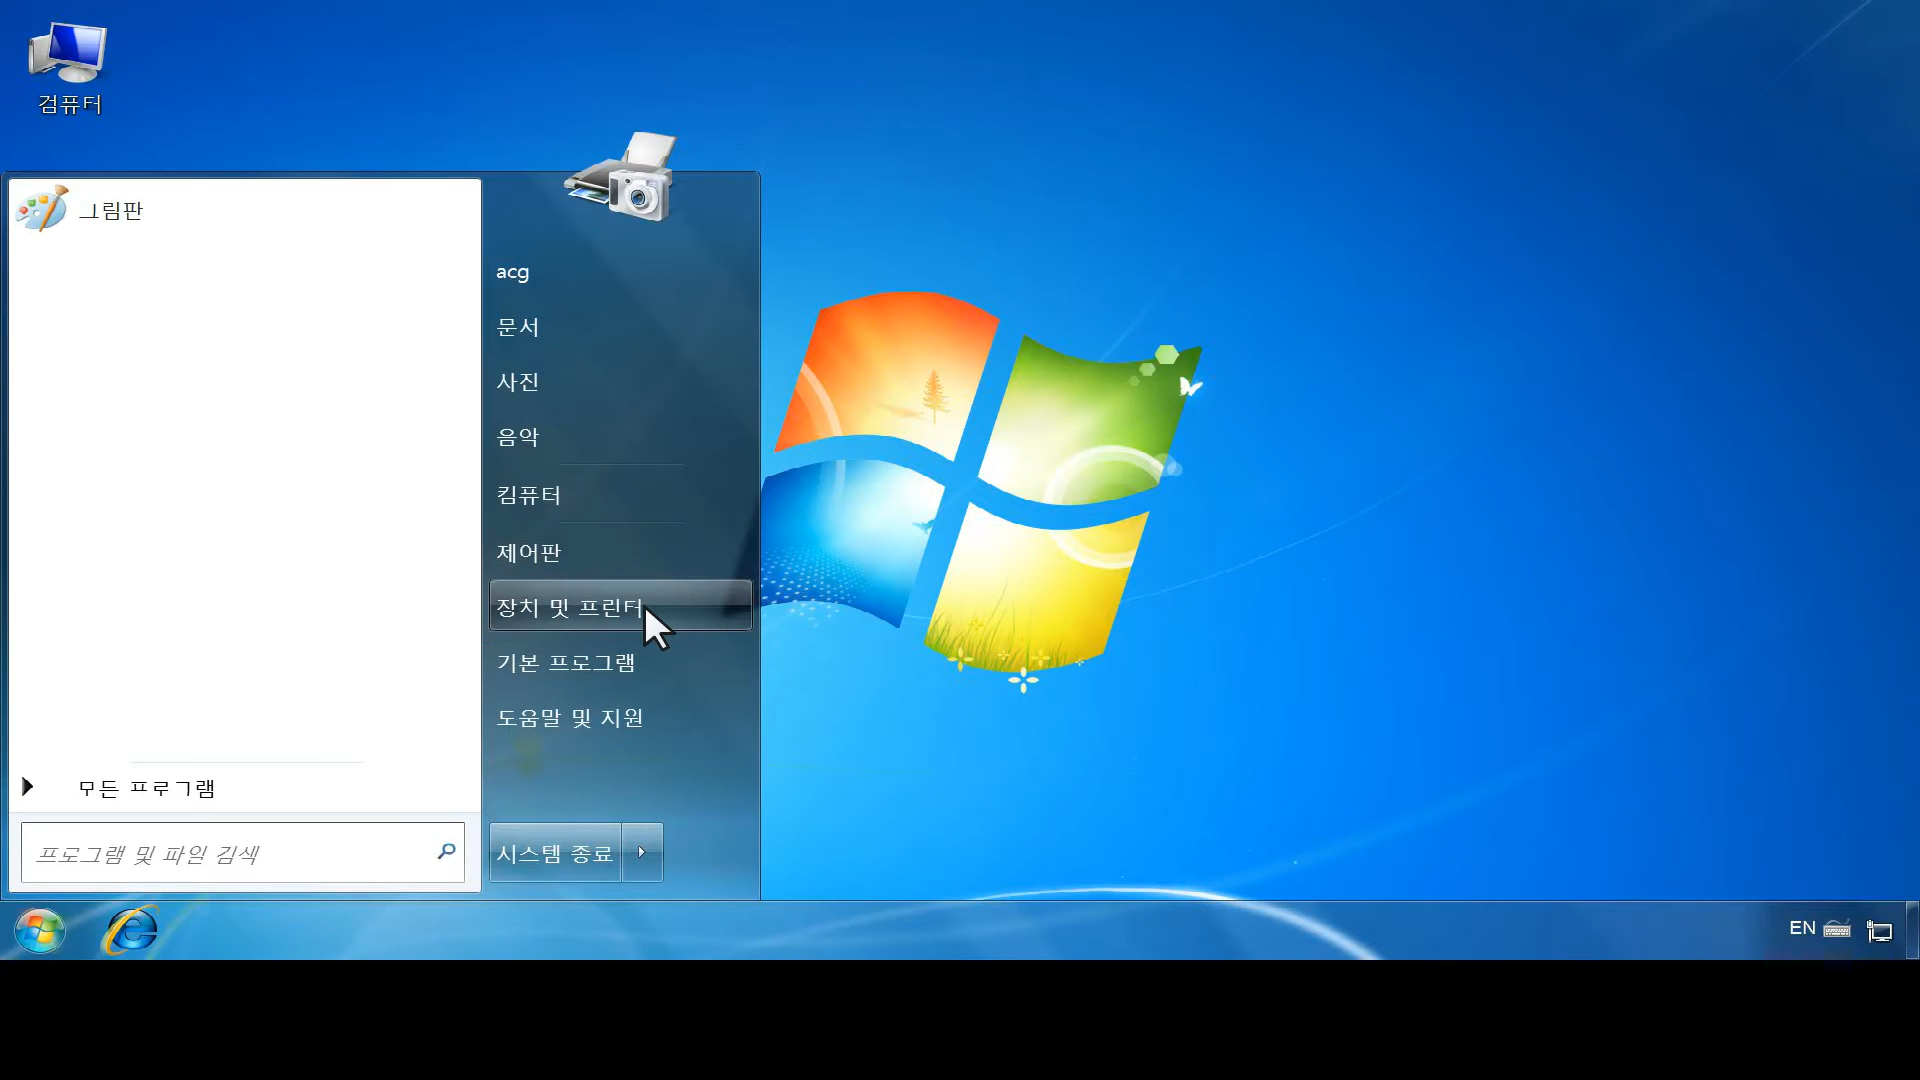 컴퓨터
그림판
acg
문서
사진
음악
컴퓨터
제어판
장치 및 프린터
기본 프로그램
도움말 및 지원
모든 프로그램
프로그램 및 파일 검색
시스템 종료
EN